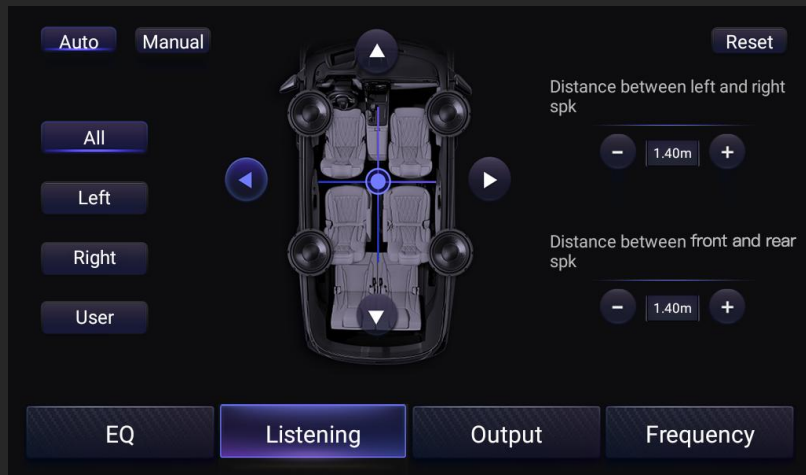 Auto
Manual
Reset
Distance between left and right
spk
All
-
1.40m
+
Left
Distance between front and rear
spk
Right
-
1.40m
+
User
EQ
Listening
Output
Frequency